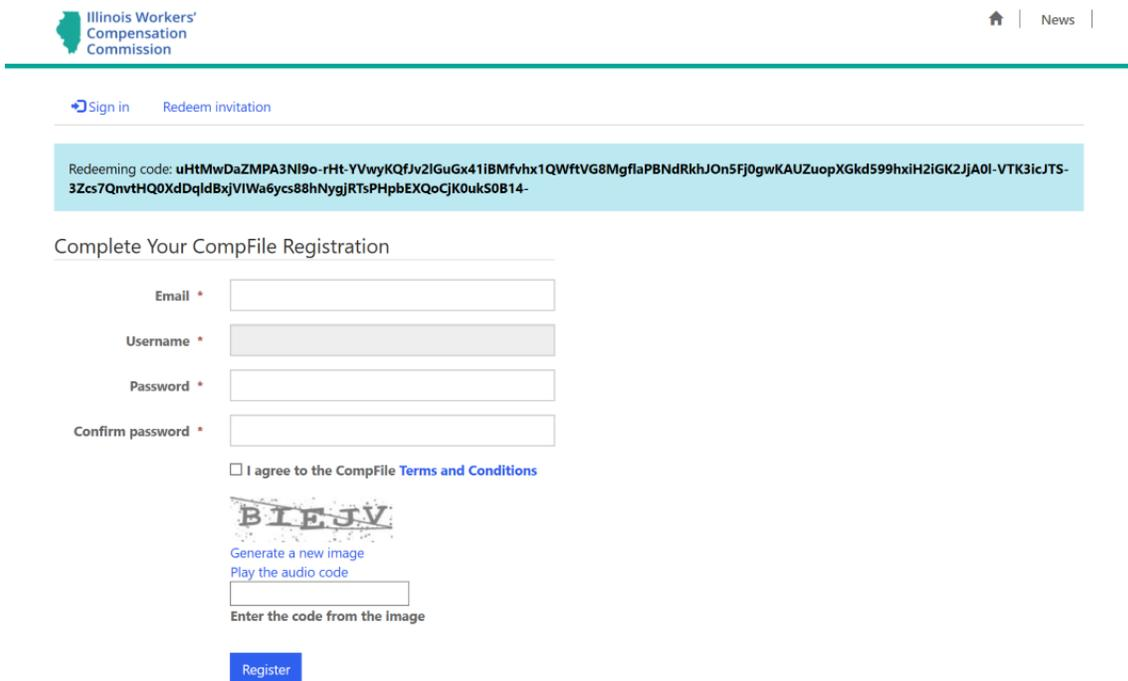 Illinois Workers'
Compensation
Commission
News
Sign in Redeem invitation
Redeeming code: uHtMwDaZMPA3Nl9o-rHt-YVwyKQfJv2lGuGx41iBMfvhx1QWftVG8MgflaPBNdRkhJOn5Fj0gwKAUZuopXGkd599hxiH2iGK2JjA0l-VTK3icJTS-
3Zcs7QnvtHQ0XdDqldBxjVIWa6ycs88hNygjRTsPHpbEXQoCjK0ukS0B14-
Complete Your CompFile Registration
Email *
Username *
Password *
Confirm password *
I agree to the CompFile Terms and Conditions
BIEJV
Generate a new image
Play the audio code
Enter the code from the image
Register